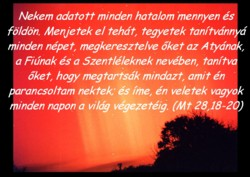 Nekem adatott minden hatalom mennyen és
földön. Menjetek el tehát, tegyetek tanítvánnyá
minden népet, megkeresztelve őket az Atyának,
a Fiúnak és a Szentléleknek nevében, tanítva
őket, hogy megtartsák mindazt, amit én
parancsoltam nektek; és íme, én veletek vagyok
minden napon a világ végezetéig. (Mt 28,18-20)